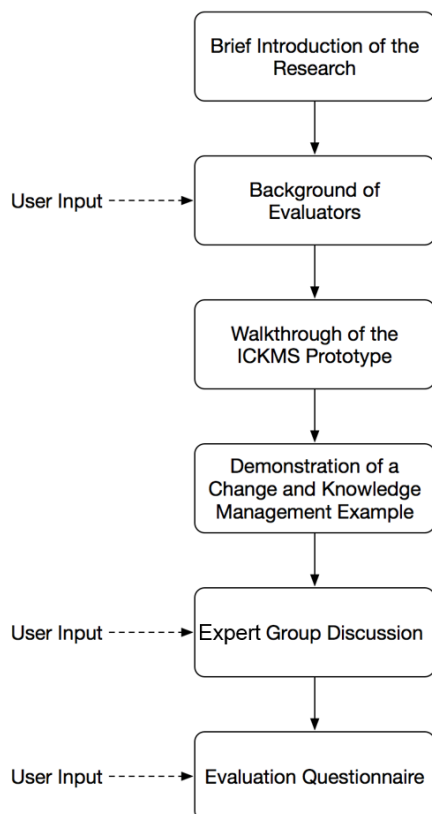 Brief Introduction of the
Research
User Input
Background of
Evaluators
Walkthrough of the
ICKMS Prototype
Demonstration of a
Change and Knowledge
Management Example
User Input
Expert Group Discussion
User Input
Evaluation Questionnaire